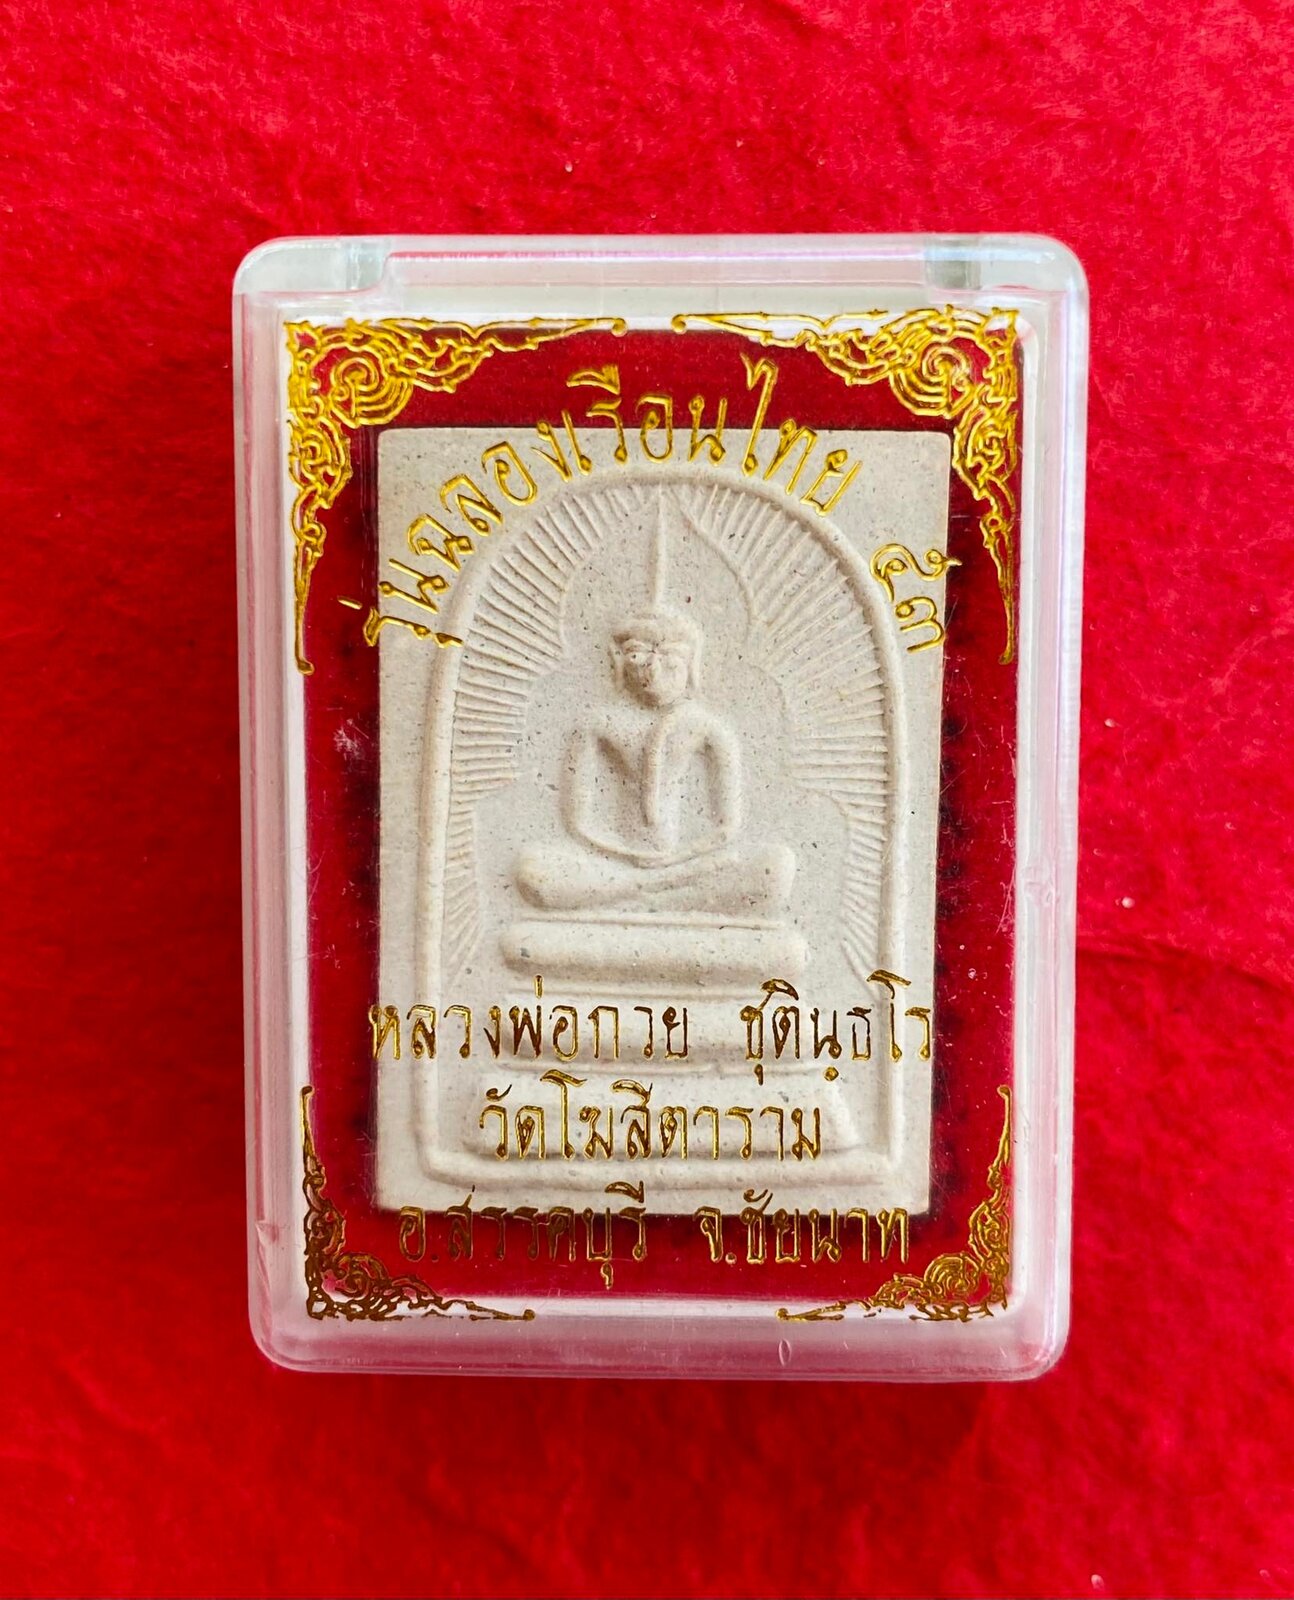 รุ่นฉลองเรือนไทย ๕๓
หลวงพ่อกวย ชุตินฺธโร
วัดโฆสีตาราม
อ.สรรคบุรี จ.ชัยนาท